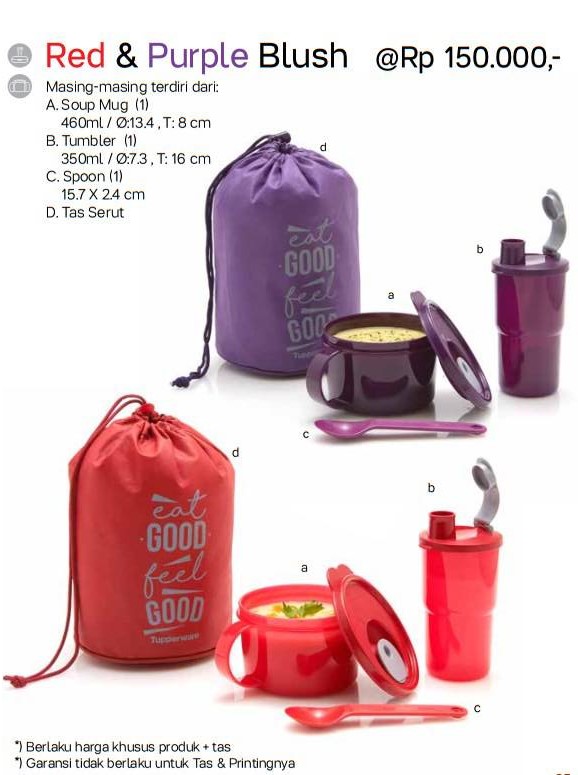 Red & Purple Blush @Rp 150.000,-
Masing-masing terdiri dari:
A. Soup Mug (1)
460ml / Ø:13.4 , T: 8 cm
B. Tumbler (1)
350ml / Ø:7.3 , T: 16 cm
C. Spoon (1)
15.7 X 2.4 cm
D. Tas Serut
d
eat
GOOD
feel
GOOD
Tupperware
b
a
c
d
eat
GOOD
feel
GOOD
Tupperware
b
a
c
*) Berlaku harga khusus produk + tas
*) Garansi tidak berlaku untuk Tas & Printingnya